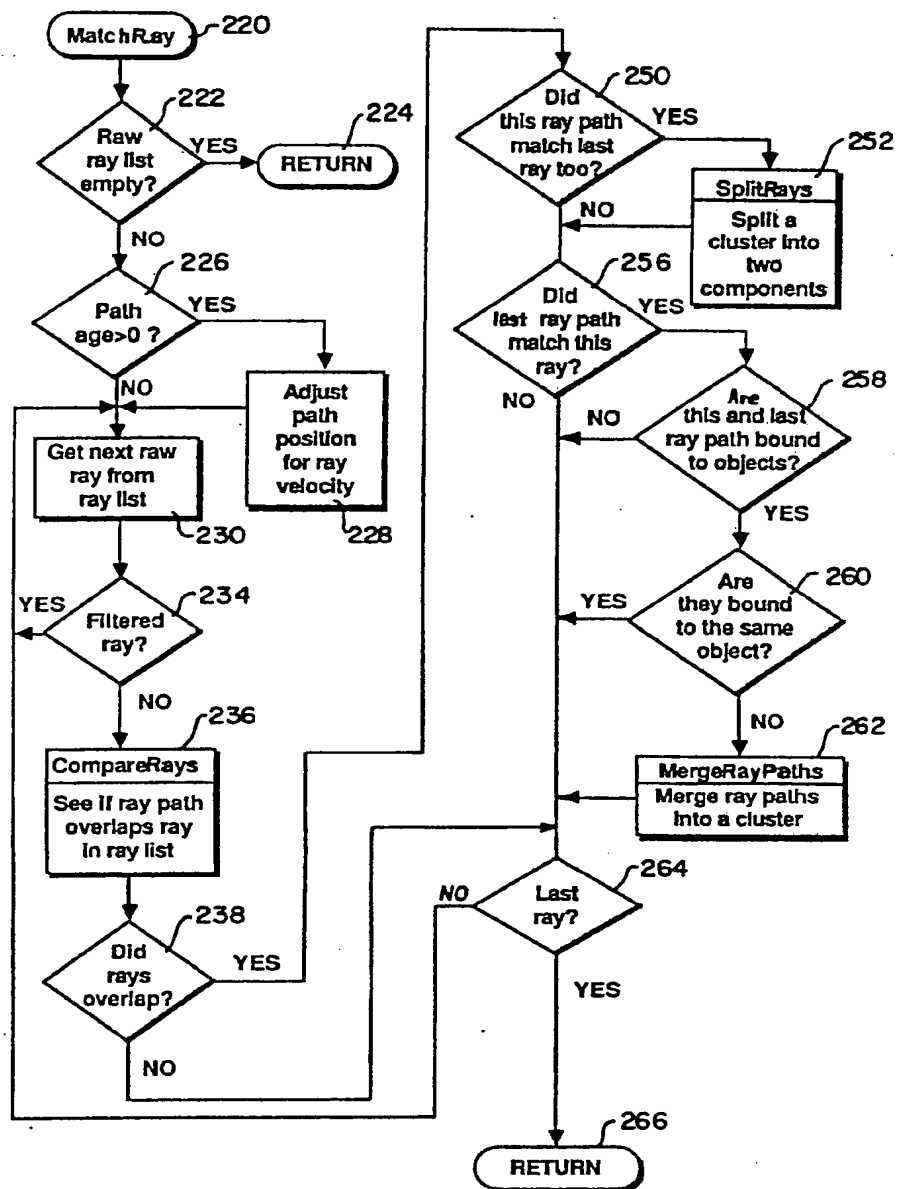 MatchRay
220
222
Raw
ray list
empty?
YES
224
RETURN
NO
226
Path
age>0 ?
YES
NO
Adjust
path
position
for ray
velocity
228
Get next raw
ray from
ray list
230
YES
234
Filtered
ray?
NO
236
CompareRays
See if ray path
overlaps ray
in ray list
238
Did
rays
overlap?
YES
NO
250
Did
this ray path
match last
ray too?
YES
252
SplitRays
Split a
cluster into
two
components
NO
256
Did
last ray path
match this
ray?
YES
NO
258
Are
this and last
ray path bound
to objects?
NO
YES
260
Are
they bound
to the same
object?
YES
NO
262
MergeRayPaths
Merge ray paths
into a cluster
264
Last
ray?
NO
YES
266
RETURN